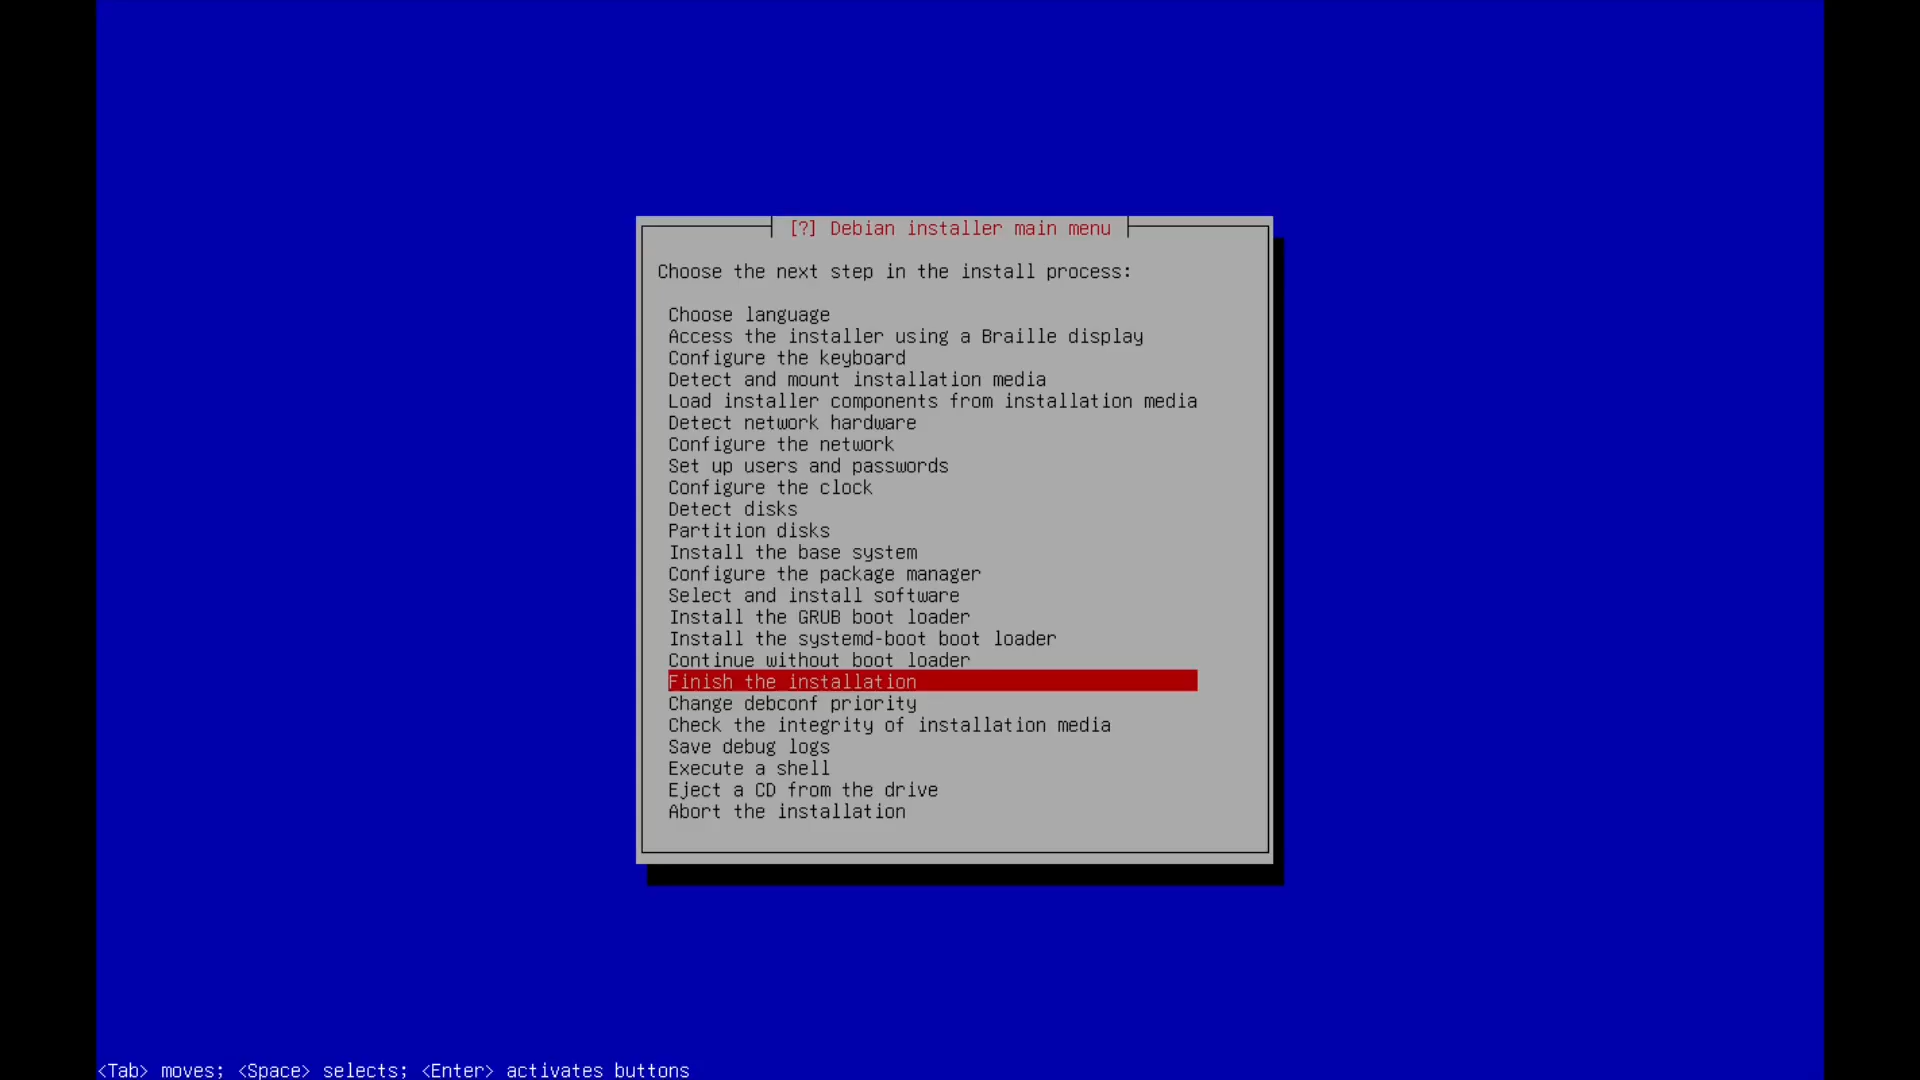 [?] Debian installer main menu
Choose the next step in the install process:
Choose language
Access the installer using a Braille display
Configure the keyboard
Detect and mount installation media
Load installer components from installation media
Detect network hardware
Configure the network
Set up users and passwords
Configure the clock
Detect disks
Partition disks
Install the base system
Configure the package manager
Select and install software
Install the GRUB boot loader
Install the systemd-boot boot loader
Continue without boot loader
Finish the installation
Change debconf priority
Check the integrity of installation media
Save debug logs
Execute a shell
Eject a CD from the drive
Abort the installation
<Tab> moves; <Space> selects; <Enter> activates buttons